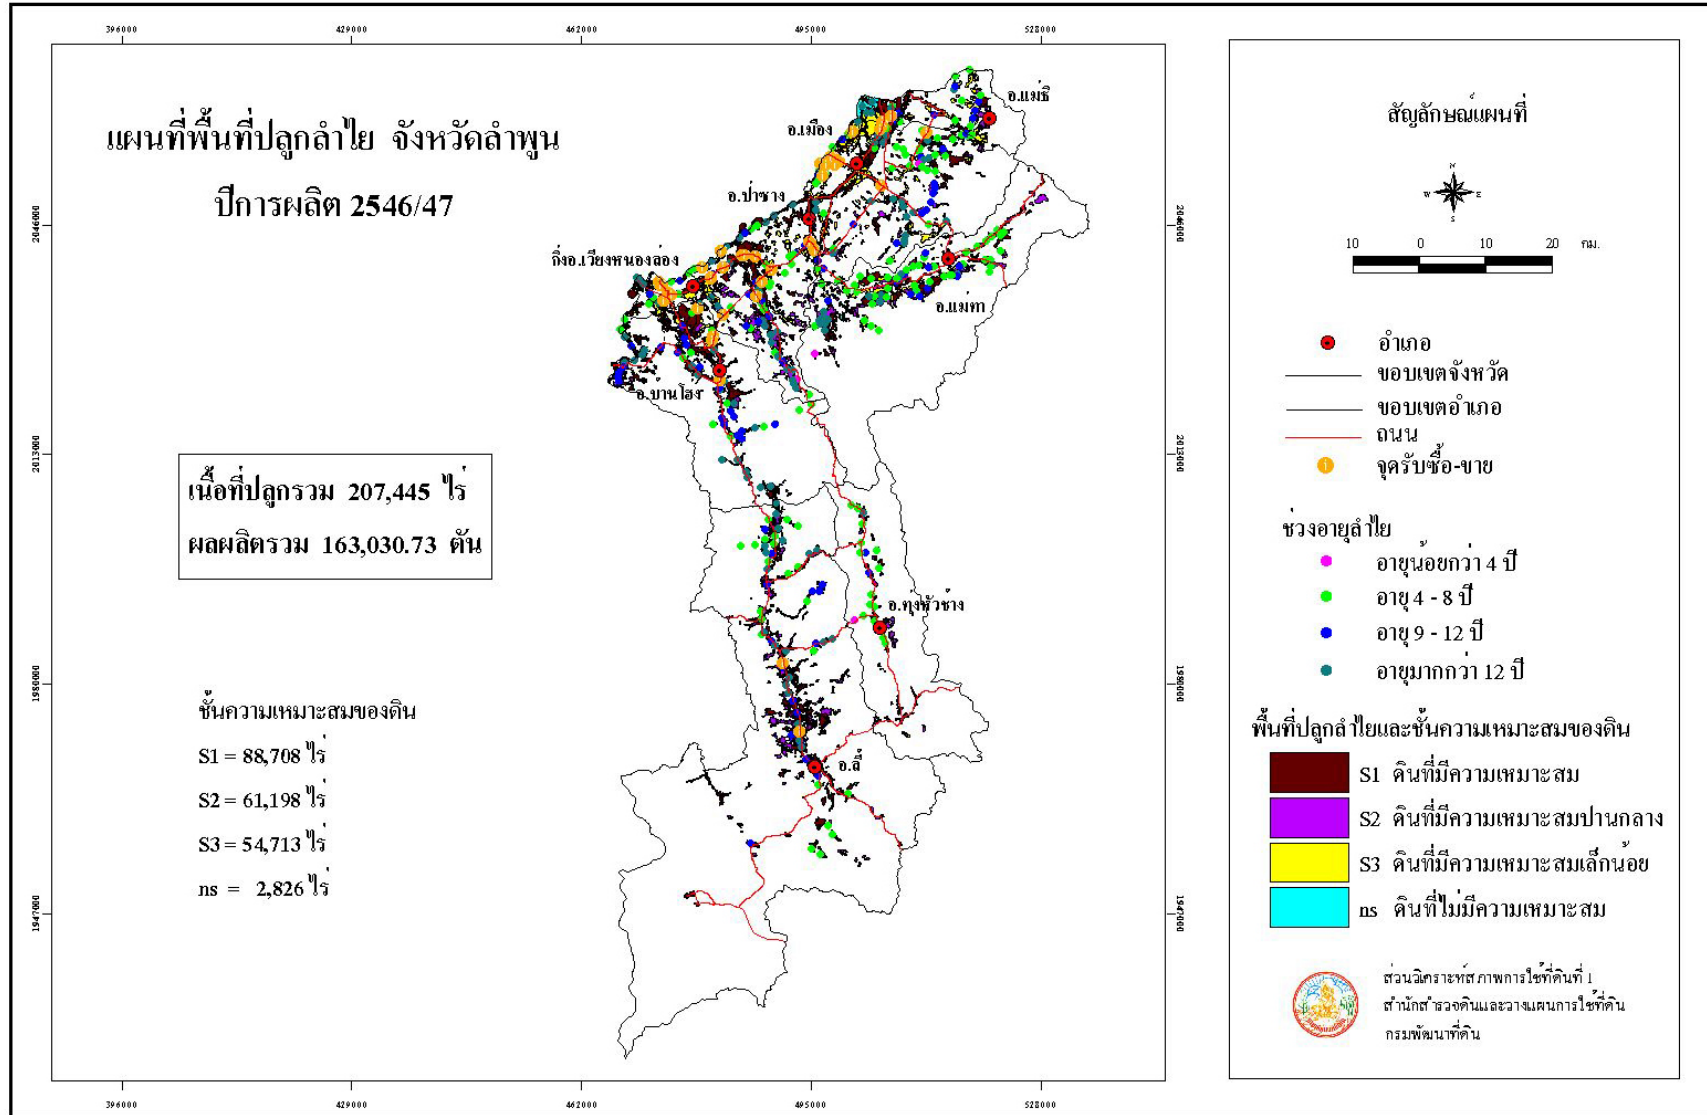 396000 429000 462000 495000 528000
แผนที่พื้นที่ปลูกลำไย จังหวัดลำพูน
ปีการผลิต 2546/47
เนื้อที่ปลูกรวม 207,445 ไร่
ผลผลิตรวม 163,030.73 ตัน
ชั้นความเหมาะสมของดิน
S1 = 88,708 ไร่
S2 = 61,198 ไร่
S3 = 54,713 ไร่
ns = 2,826 ไร่
2046000
2013000
1980000
1947000
อ.แม่ธิ
อ.เมือง
อ.ป่าซาง
กิ่งอ.เวียงหนองล่อง
อ.แม่ทา
อ.บานโฮ่ง
อ.ทุ่งหัวช้าง
อ.ลี้
2046000
2013000
1980000
1947000
396000 429000 462000 495000 528000
สัญลักษณ์แผนที่
N
W E
S
10 0 10 20 กม.
อำเภอ
ขอบเขตจังหวัด
ขอบเขตอำเภอ
ถนน
จุดรับซื้อ-ขาย
ช่วงอายุลำไย
อายุน้อยกว่า 4 ปี
อายุ 4 - 8 ปี
อายุ 9 - 12 ปี
อายุมากกว่า 12 ปี
พื้นที่ปลูกลำไยและชั้นความเหมาะสมของดิน
S1 ดินที่มีความเหมาะสม
S2 ดินที่มีความเหมาะสมปานกลาง
S3 ดินที่มีความเหมาะสมเล็กน้อย
ns ดินที่ไม่มีความเหมาะสม
ส่วนวิเคราะห์สภาพการใช้ที่ดินที่ 1
สำนักสำรวจดินและวางแผนการใช้ที่ดิน
กรมพัฒนาที่ดิน